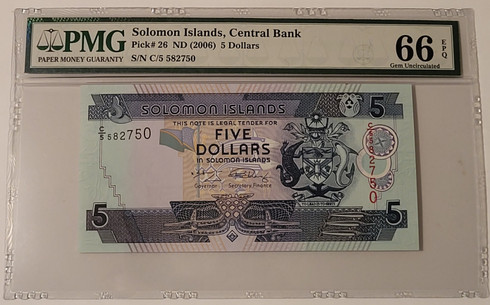 PMG
PAPER MONEY GUARANTY
Solomon Islands, Central Bank
Pick# 26 ND (2006) 5 Dollars
S/N C/5 582750
66 EPQ
Gem Uncirculated
SOLOMON ISLANDS
5
C/5 582750
THIS NOTE IS LEGAL TENDER FOR
FIVE
DOLLARS
IN SOLOMON ISLANDS
Governor Secretary Finance
C/5 582750
5
5